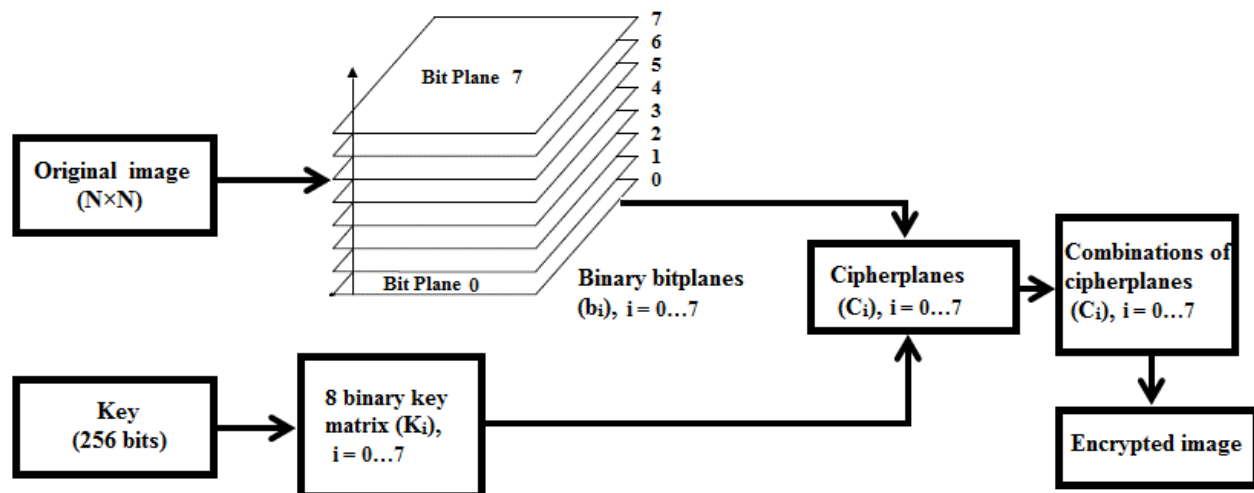 7
6
5
4
3
2
1
0
Bit Plane 7
Original image
(N×N)
Bit Plane 0
Binary bitplanes
(bi), i = 0…7
Cipherplanes
(Ci), i = 0…7
Combinations of
cipherplanes
(Ci), i = 0…7
Key
(256 bits)
8 binary key
matrix (Ki),
i = 0…7
Encrypted image